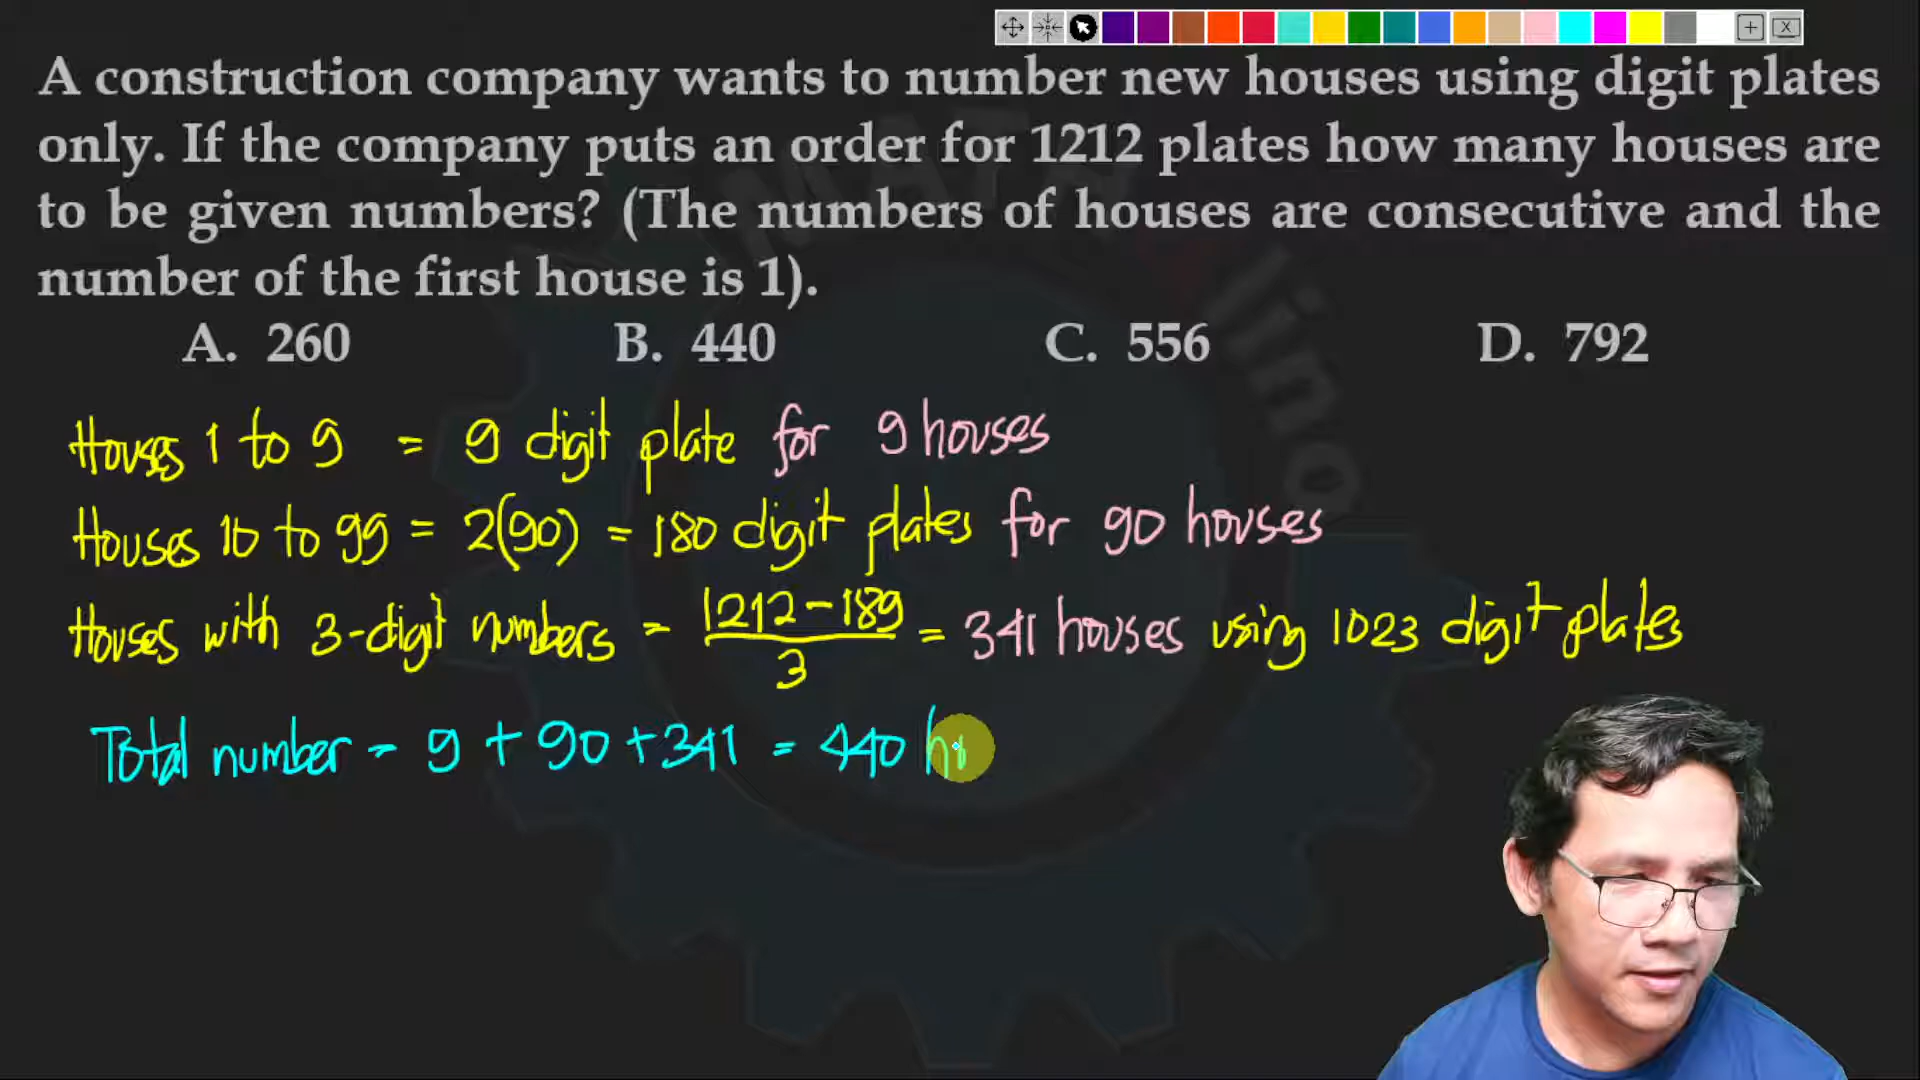 A construction company wants to number new houses using digit plates
only. If the company puts an order for 1212 plates how many houses are
to be given numbers? (The numbers of houses are consecutive and the
number of the first house is 1).
A. 260 B. 440 C. 556 D. 792
Houses 1 to 9 = 9 digit plate for 9 houses
Houses 10 to 99 = 2(90) = 180 digit plates for 90 houses
Houses with 3-digit numbers = (1212 - 189)/3 = 341 houses using 1023 digit plates
Total number = 9 + 90 + 341 = 440 ho